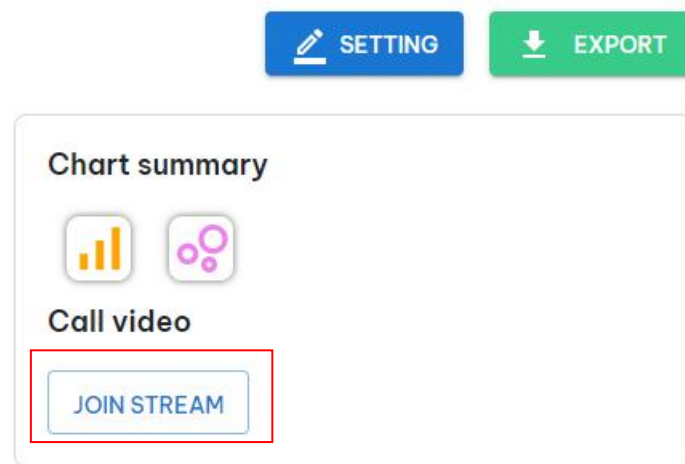 SETTING
EXPORT
Chart summary
Call video
JOIN STREAM